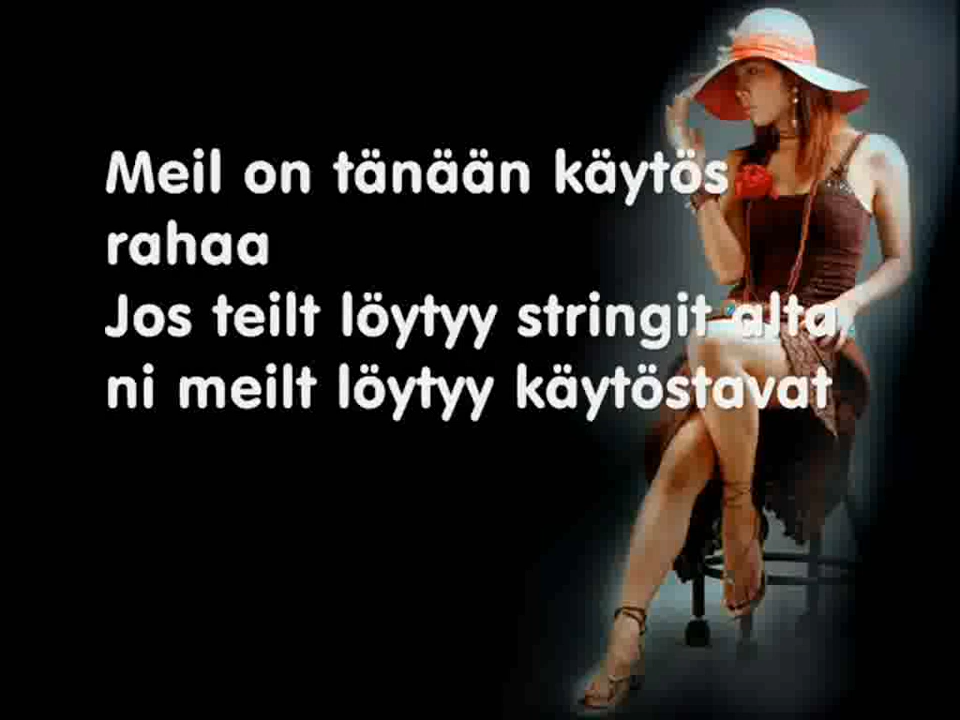 Meil on tänään käytös
rahaa
Jos teilt löytyy stringit alta,
ni meilt löytyy käytöstavat